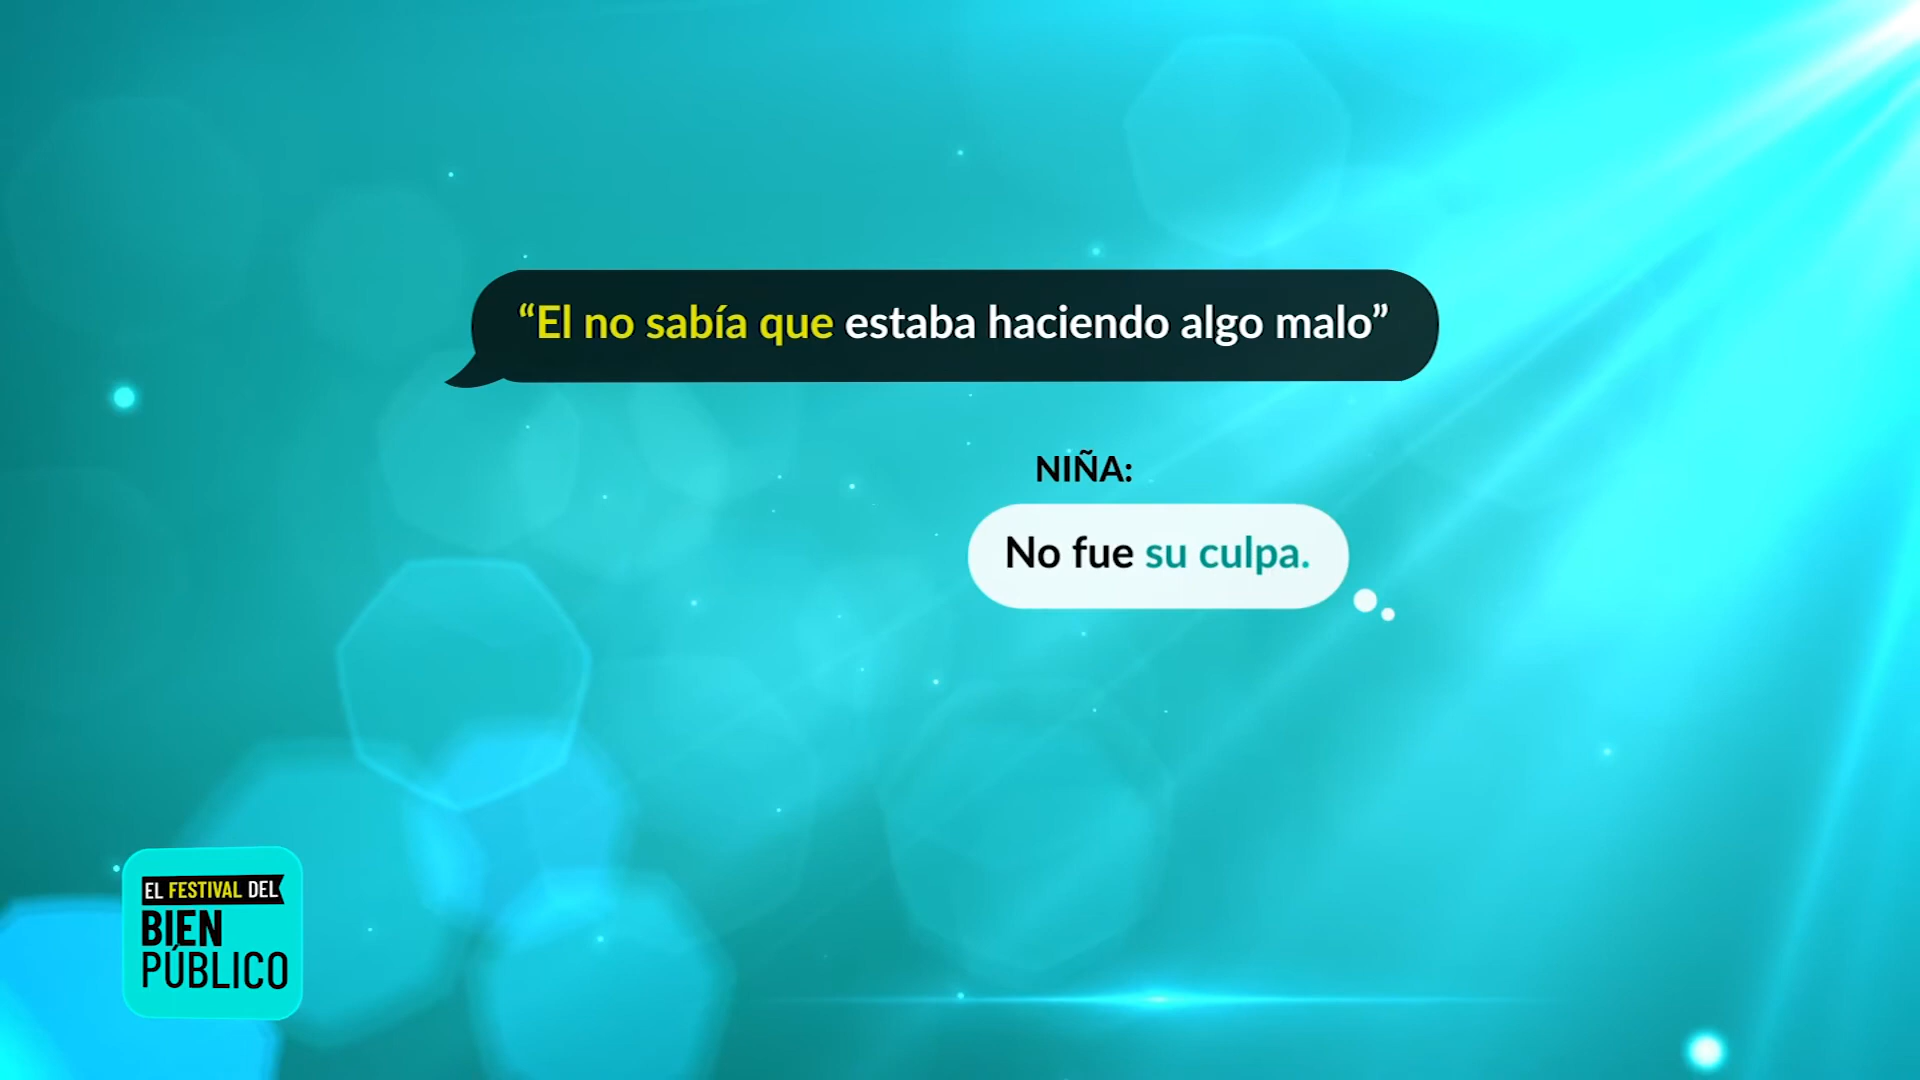 “El no sabía que estaba haciendo algo malo”
NIÑA:
No fue su culpa.
EL FESTIVAL DEL
BIEN
PÚBLICO